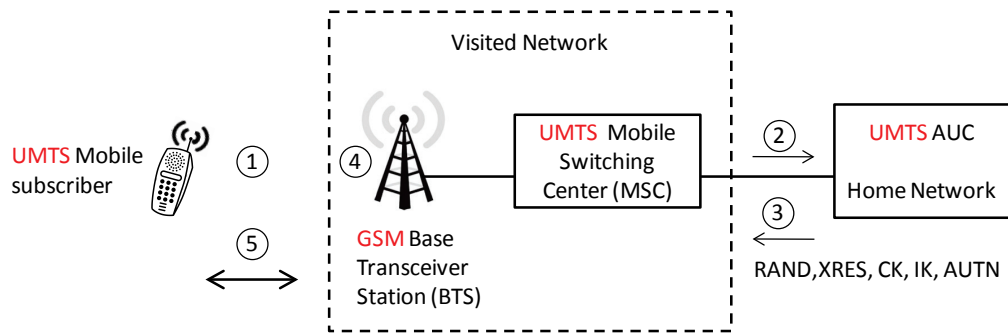 Visited Network
UMTS Mobile
subscriber
①
④
UMTS Mobile
Switching
Center (MSC)
②
UMTS AUC
Home Network
③
RAND,XRES, CK, IK, AUTN
⑤
GSM Base
Transceiver
Station (BTS)